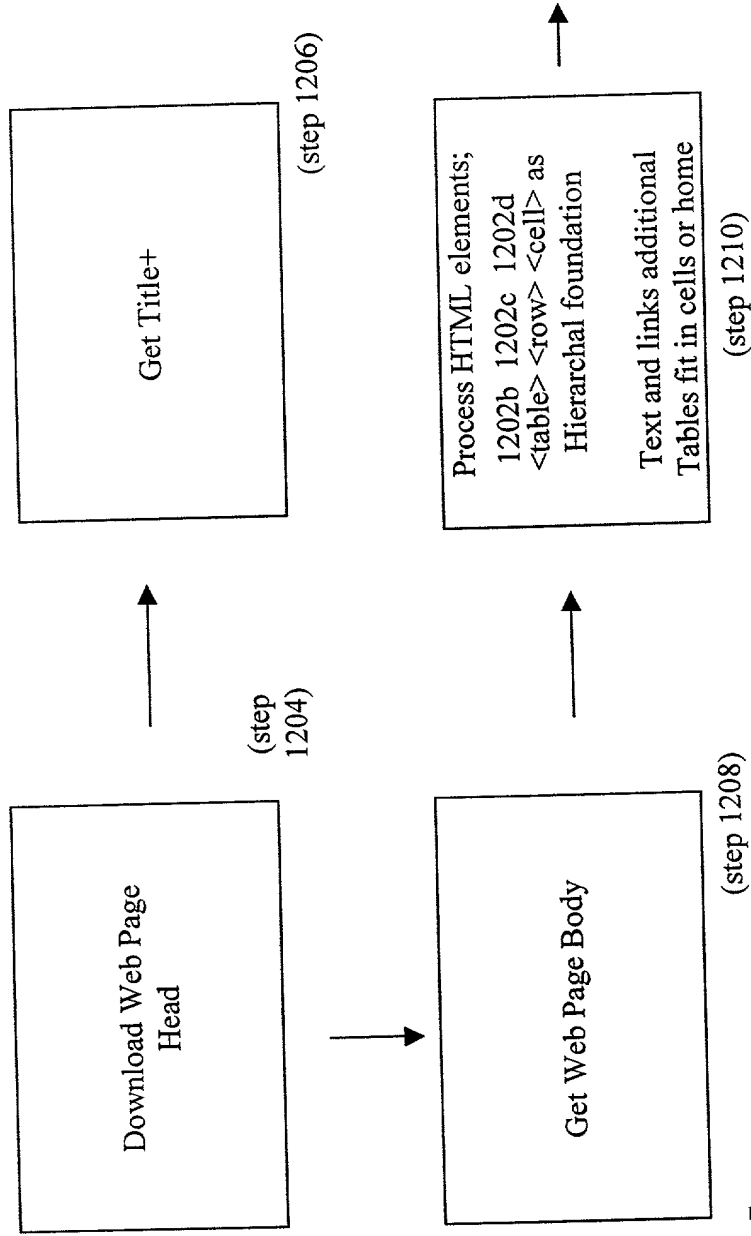 Download Web Page
Head
(step
1204)
Get Title+
(step 1206)
Get Web Page Body
(step 1208)
Process HTML elements;
1202b 1202c 1202d
<table> <row> <cell> as
Hierarchal foundation
Text and links additional
Tables fit in cells or home
(step 1210)